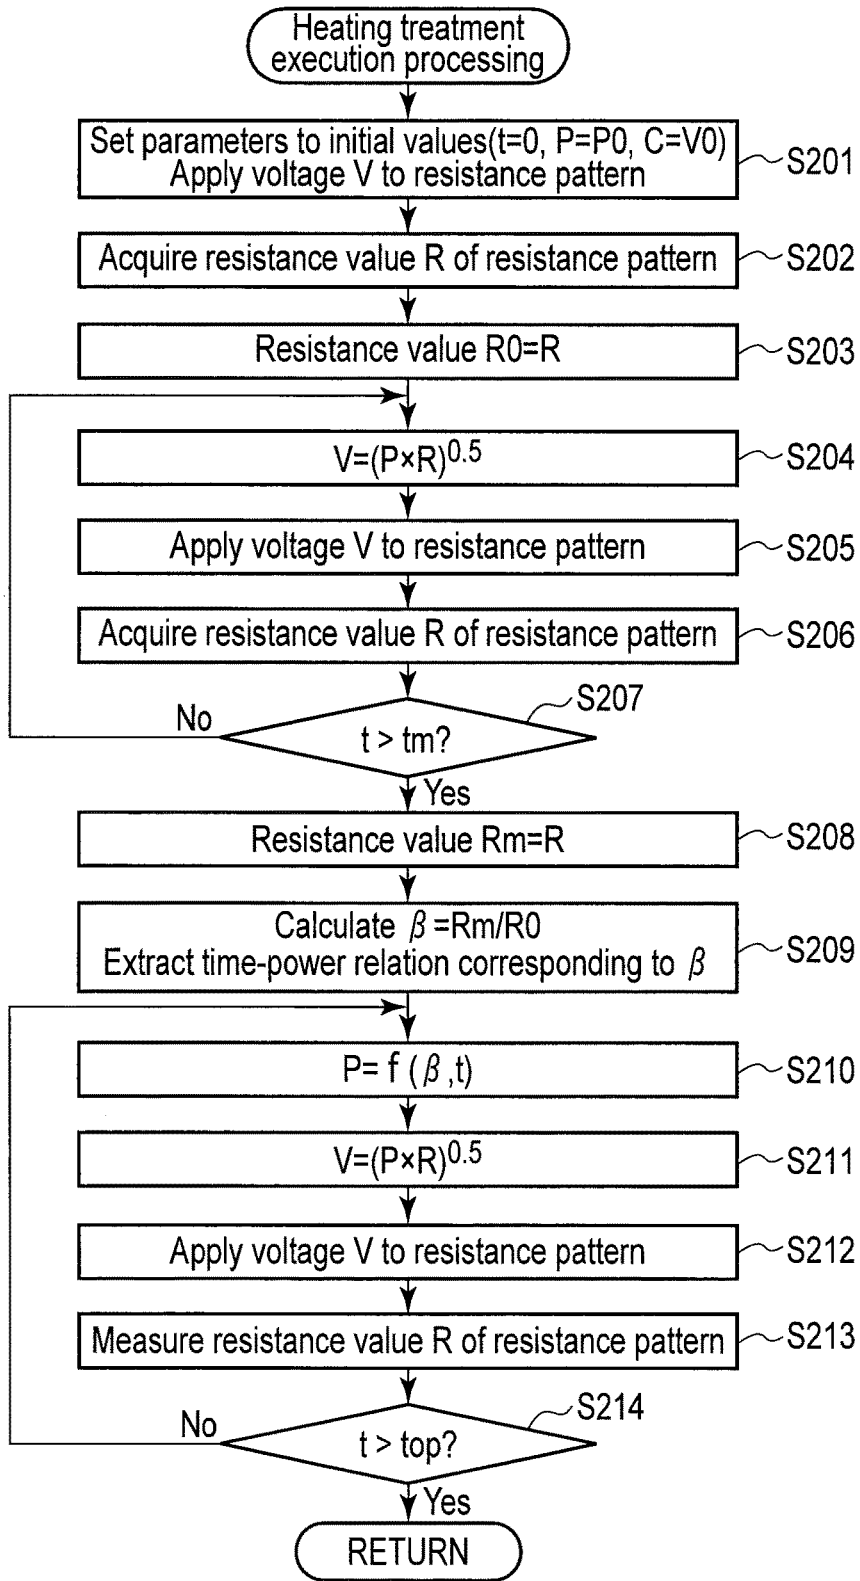 Heating treatment
execution processing
Set parameters to initial values(t=0, P=P0, C=V0)
Apply voltage V to resistance pattern
S201
Acquire resistance value R of resistance pattern
S202
Resistance value R0=R
S203
V=(P×R)^0.5
S204
Apply voltage V to resistance pattern
S205
Acquire resistance value R of resistance pattern
S206
S207
t > tm?
No
Yes
Resistance value Rm=R
S208
Calculate β=Rm/R0
Extract time-power relation corresponding to β
S209
P= f (β,t)
S210
V=(P×R)^0.5
S211
Apply voltage V to resistance pattern
S212
Measure resistance value R of resistance pattern
S213
S214
t > top?
No
Yes
RETURN